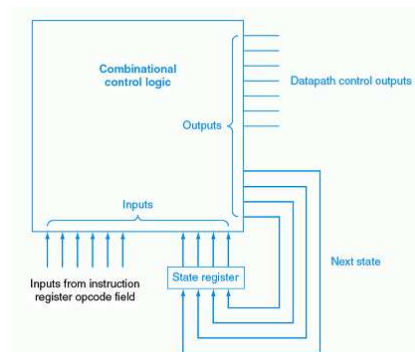 Combinational
control logic
Datapath control outputs
Outputs
Inputs
Next state
State register
Inputs from instruction
register opcode field